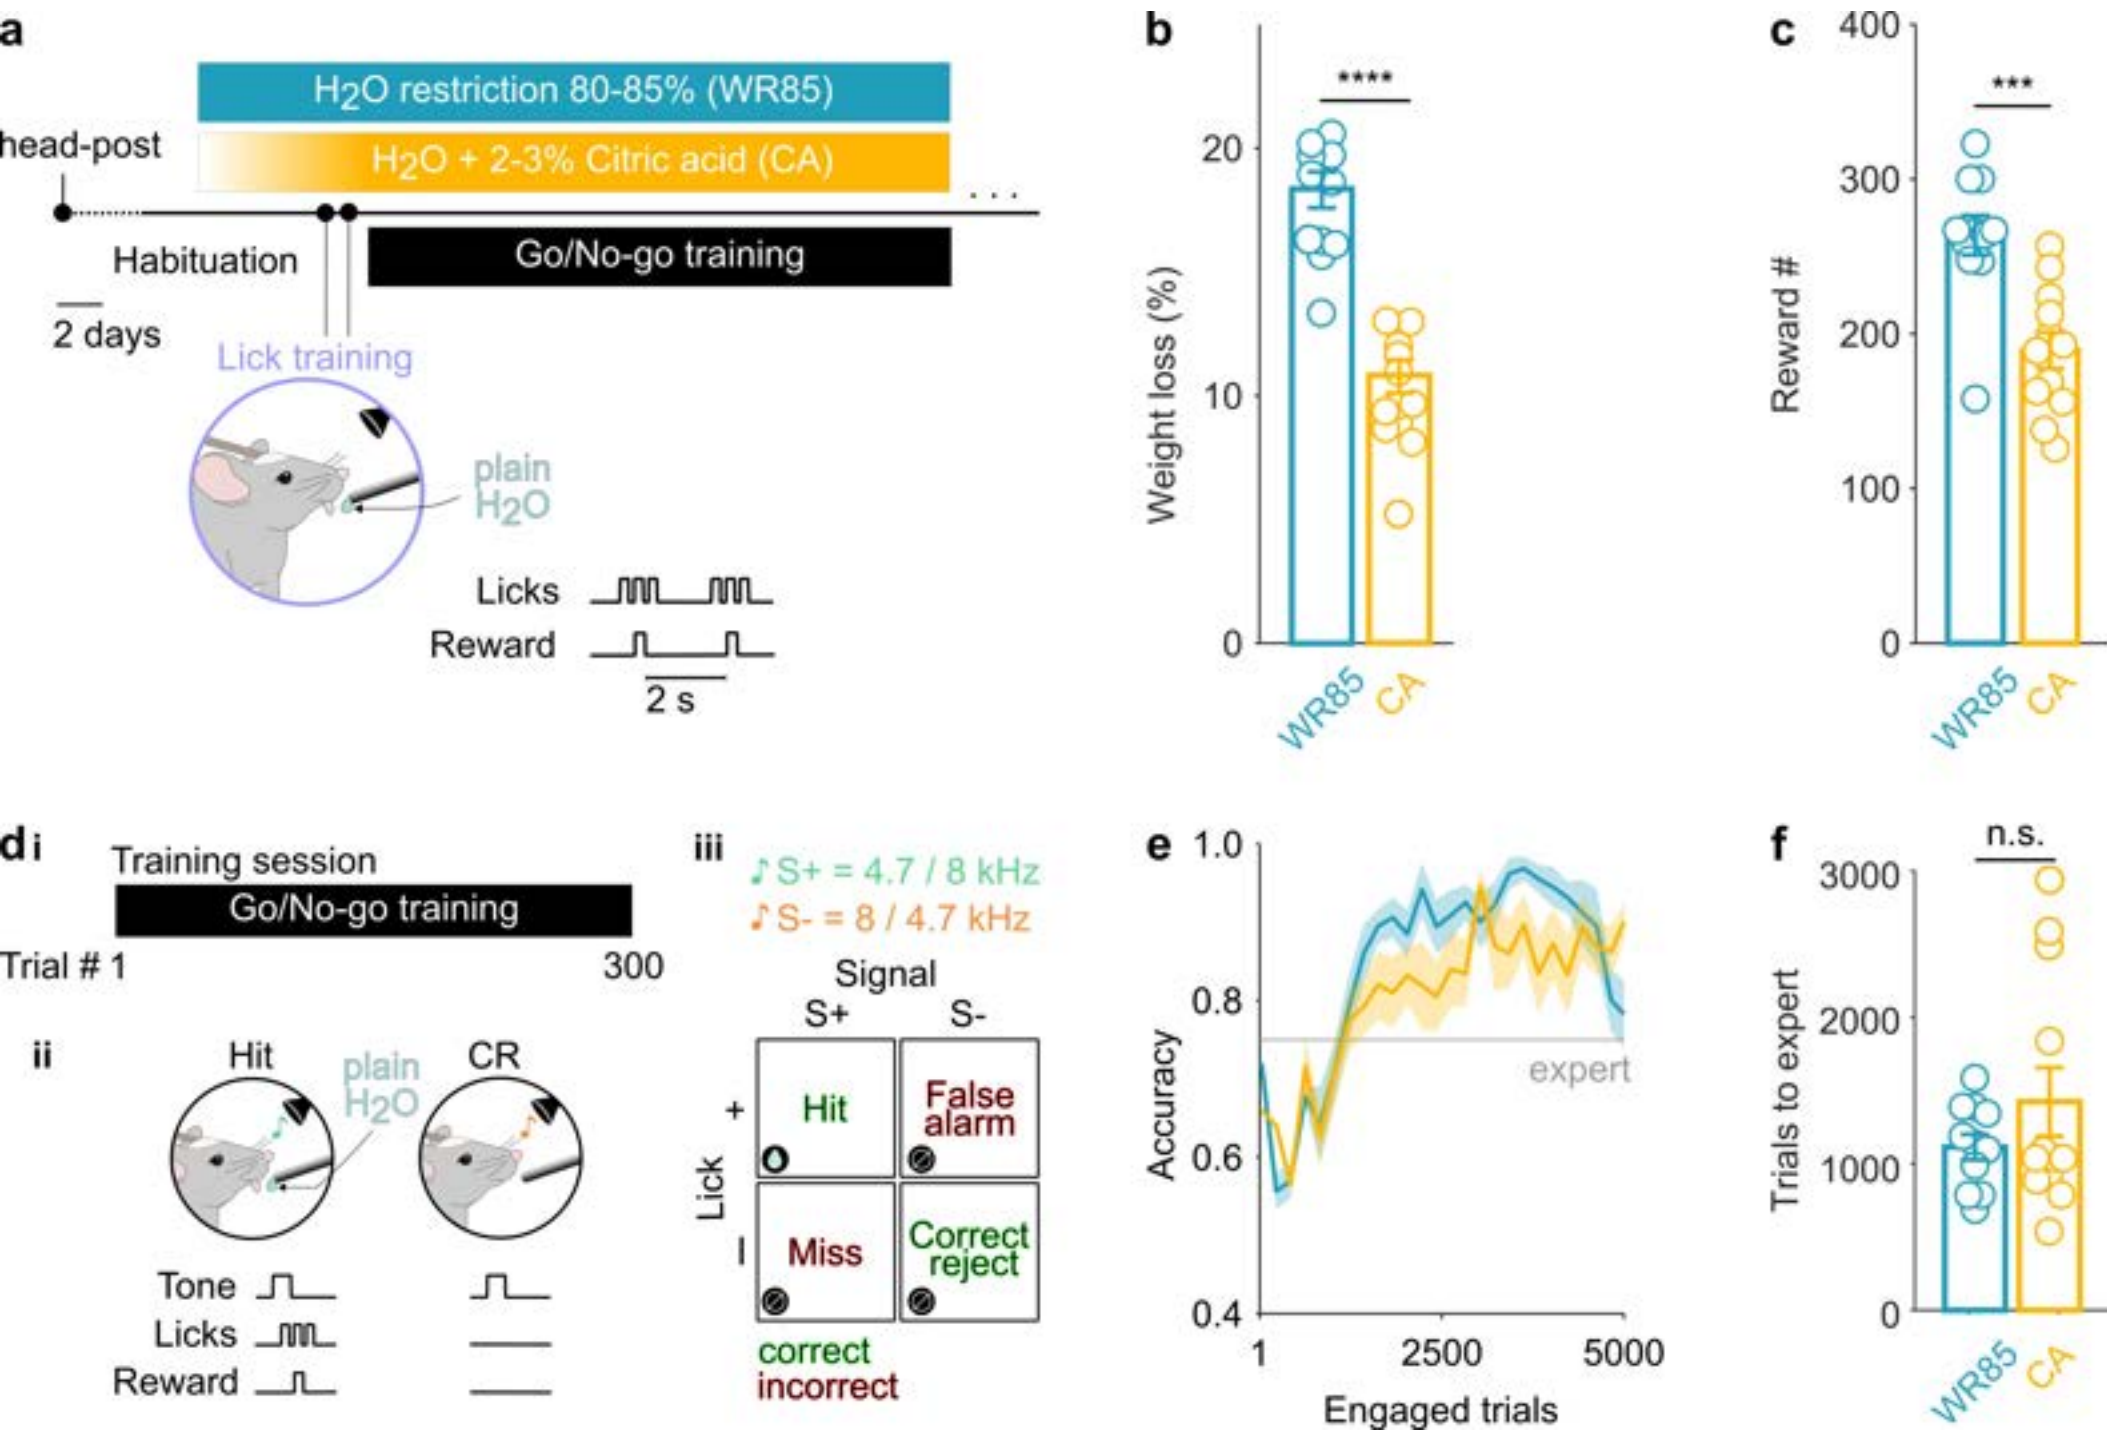 a
H2O restriction 80-85% (WR85)
H2O + 2-3% Citric acid (CA)
head-post
. . .
Habituation
Go/No-go training
2 days
Lick training
plain
H2O
Licks
Reward
2 s
b
****
20
10
0
Weight loss (%)
WR85
CA
c
***
400
300
200
100
0
Reward #
WR85
CA
d i
Training session
Go/No-go training
Trial # 1
300
ii
Hit
plain
H2O
CR
Tone
Licks
Reward
iii
♪ S+ = 4.7 / 8 kHz
♪ S- = 8 / 4.7 kHz
Signal
S+
S-
Lick
+
–
Hit
False
alarm
Miss
Correct
reject
correct
incorrect
e
1.0
0.8
0.6
0.4
Accuracy
expert
1
2500
5000
Engaged trials
f
n.s.
3000
2000
1000
0
Trials to expert
WR85
CA